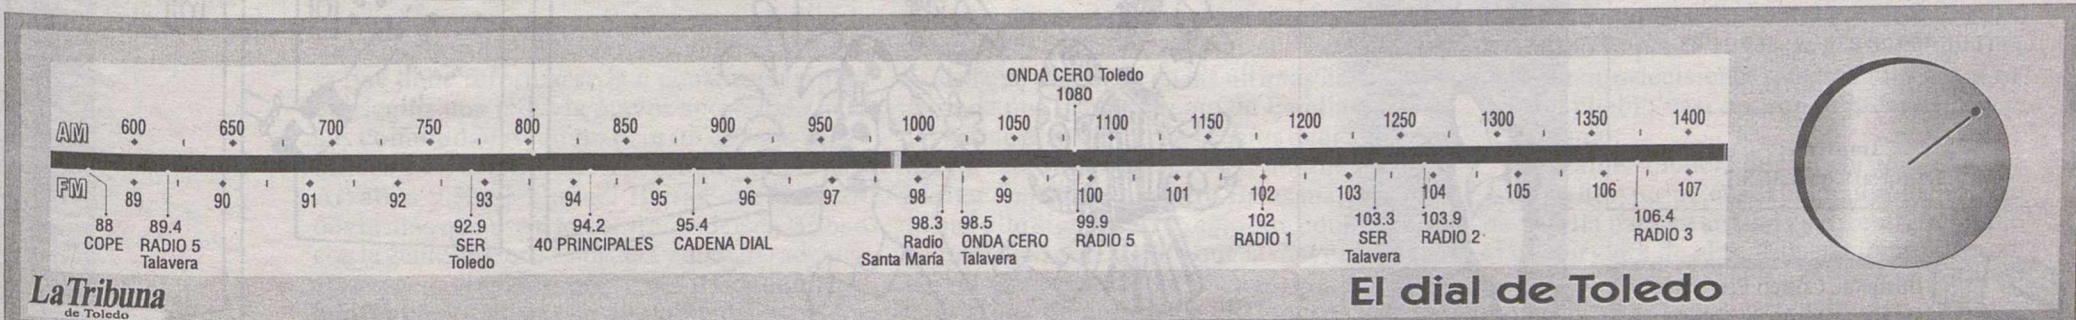 ONDA CERO Toledo
1080
AM 600 650 700 750 800 850 900 950 1000 1050 1100 1150 1200 1250 1300 1350 1400
FM 89 90 91 92 93 94 95 96 97 98 99 100 101 102 103 104 105 106 107
88 89.4 92.9 94.2 95.4 98.3 98.5 99.9 102 103.3 103.9 106.4
COPE RADIO 5 SER 40 PRINCIPALES CADENA DIAL Radio ONDA CERO RADIO 5 RADIO 1 SER RADIO 2 RADIO 3
Talavera Toledo Santa María Talavera Talavera
La Tribuna
de Toledo
El dial de Toledo